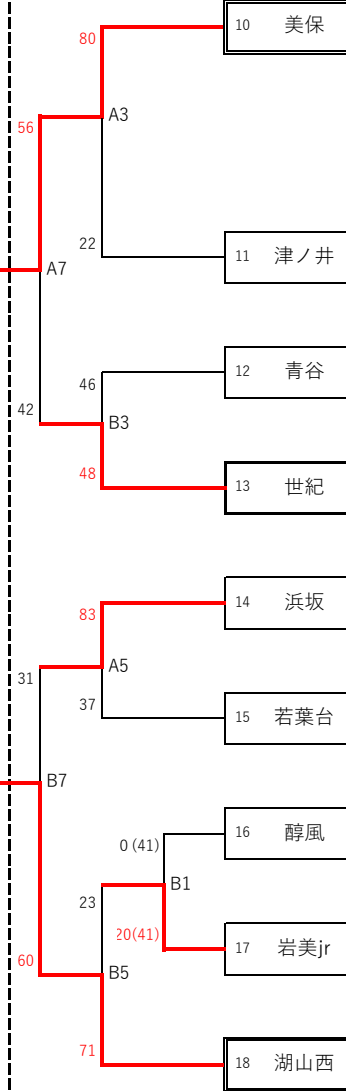 80
10 美保
56
A3
22
11 津ノ井
A7
12 青谷
46
42
B3
48
13 世紀
83
14 浜坂
31
A5
37
15 若葉台
B7
16 醇風
0 (41)
B1
23
20(41)
17 岩美jr
60
B5
71
18 湖山西